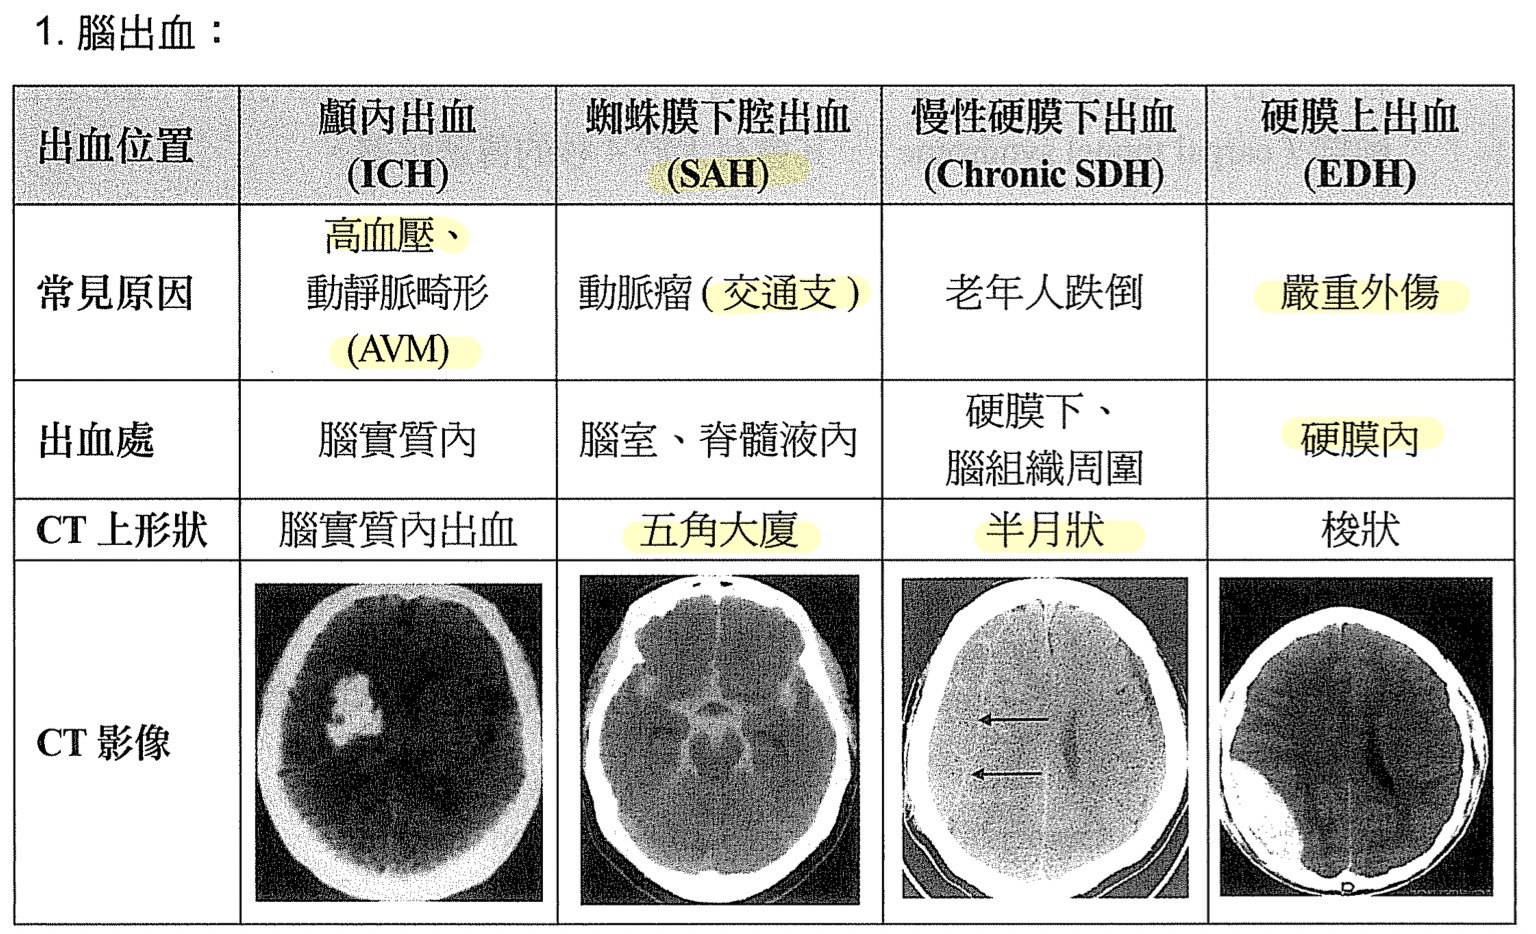 1. 腦出血：
出血位置
顱內出血
(ICH)
蜘蛛膜下腔出血
(SAH)
慢性硬膜下出血
(Chronic SDH)
硬膜上出血
(EDH)
常見原因
高血壓、
動靜脈畸形
(AVM)
動脈瘤(交通支)
老年人跌倒
嚴重外傷
出血處
腦實質內
腦室、脊髓液內
硬膜下、
腦組織周圍
硬膜內
CT 上形狀
腦實質內出血
五角大廈
半月狀
梭狀
CT 影像